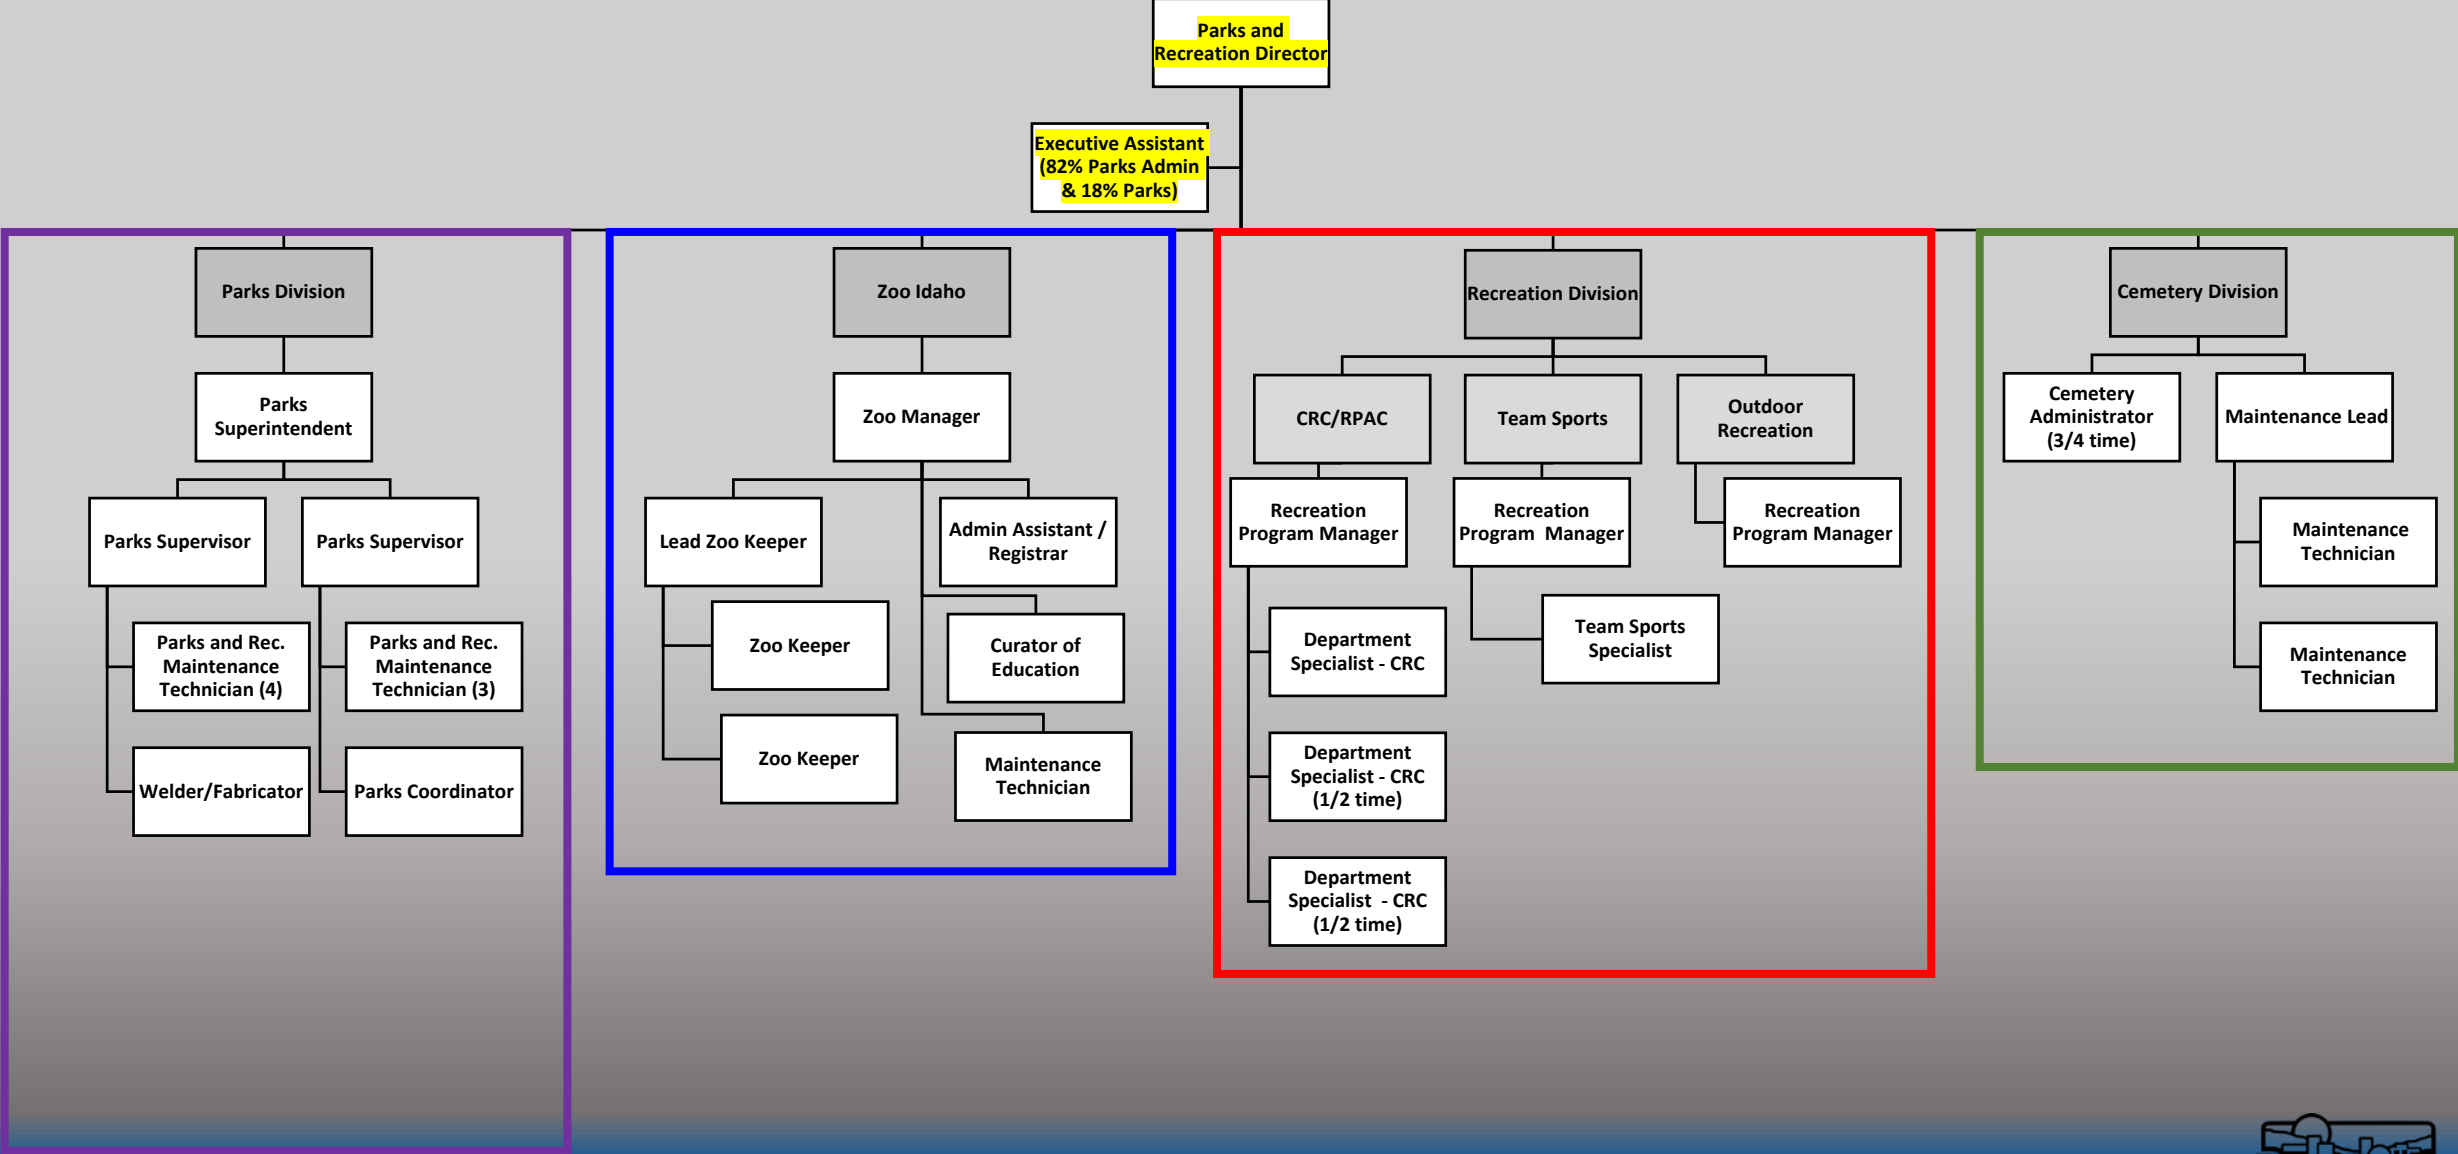 Parks and
Recreation Director
Executive Assistant
(82% Parks Admin
& 18% Parks)
Parks Division
Parks
Superintendent
Parks Supervisor
Parks Supervisor
Parks and Rec.
Maintenance
Technician (4)
Parks and Rec.
Maintenance
Technician (3)
Welder/Fabricator
Parks Coordinator
Zoo Idaho
Zoo Manager
Lead Zoo Keeper
Admin Assistant /
Registrar
Zoo Keeper
Curator of
Education
Zoo Keeper
Maintenance
Technician
Recreation Division
CRC/RPAC
Team Sports
Outdoor
Recreation
Recreation
Program Manager
Recreation
Program  Manager
Recreation
Program Manager
Department
Specialist - CRC
Team Sports
Specialist
Department
Specialist - CRC
(1/2 time)
Department
Specialist  - CRC
(1/2 time)
Cemetery Division
Cemetery
Administrator
(3/4 time)
Maintenance Lead
Maintenance
Technician
Maintenance
Technician